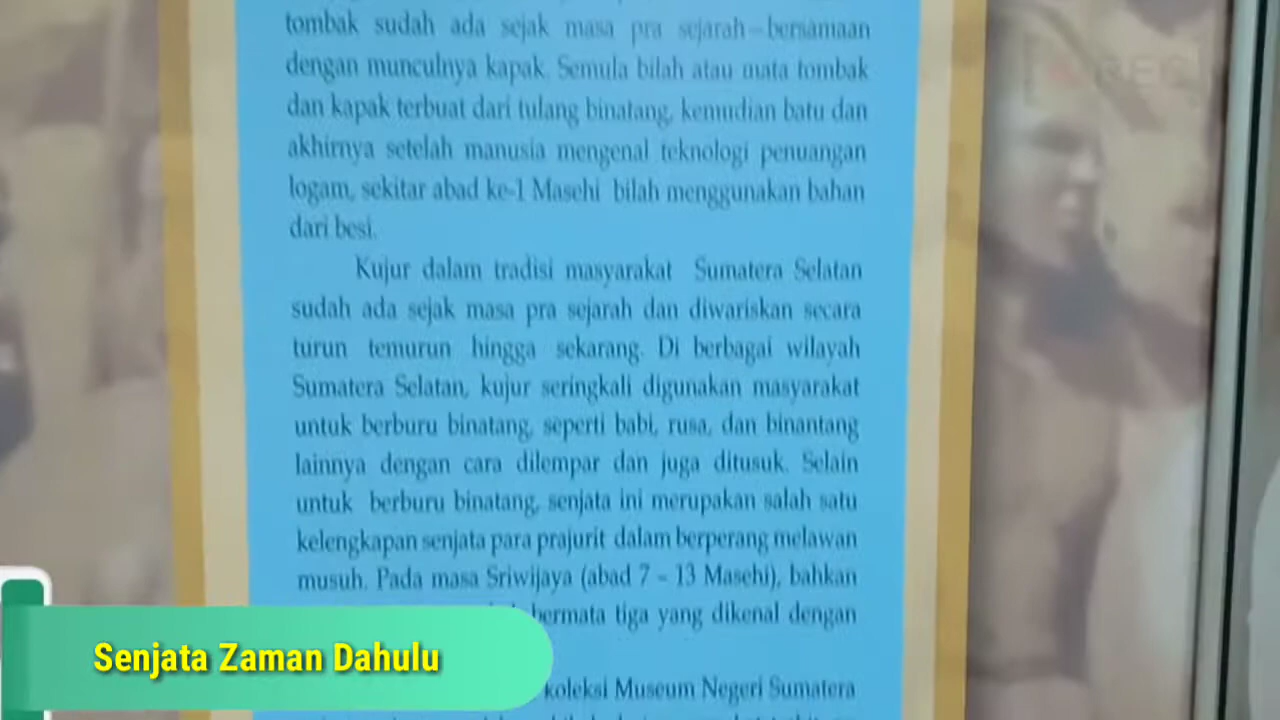 tombak sudah ada sejak masa pra sejarah—bersamaan
dengan munculnya kapak. Semula bilah atau mata tombak
dan kapak terbuat dari tulang binatang, kemudian batu dan
akhirnya setelah manusia mengenal teknologi penuangan
logam, sekitar abad ke-1 Masehi bilah menggunakan bahan
dari besi.
Kujur dalam tradisi masyarakat Sumatera Selatan
sudah ada sejak masa pra sejarah dan diwariskan secara
turun temurun hingga sekarang. Di berbagai wilayah
Sumatera Selatan, kujur seringkali digunakan masyarakat
untuk berburu binatang, seperti babi, rusa, dan binantang
lainnya dengan cara dilempar dan juga ditusuk. Selain
untuk berburu binatang, senjata ini merupakan salah satu
kelengkapan senjata para prajurit dalam berperang melawan
musuh. Pada masa Sriwijaya (abad 7 - 13 Masehi), bahkan
bermata tiga yang dikenal dengan
Senjata Zaman Dahulu
koleksi Museum Negeri Sumatera
REC